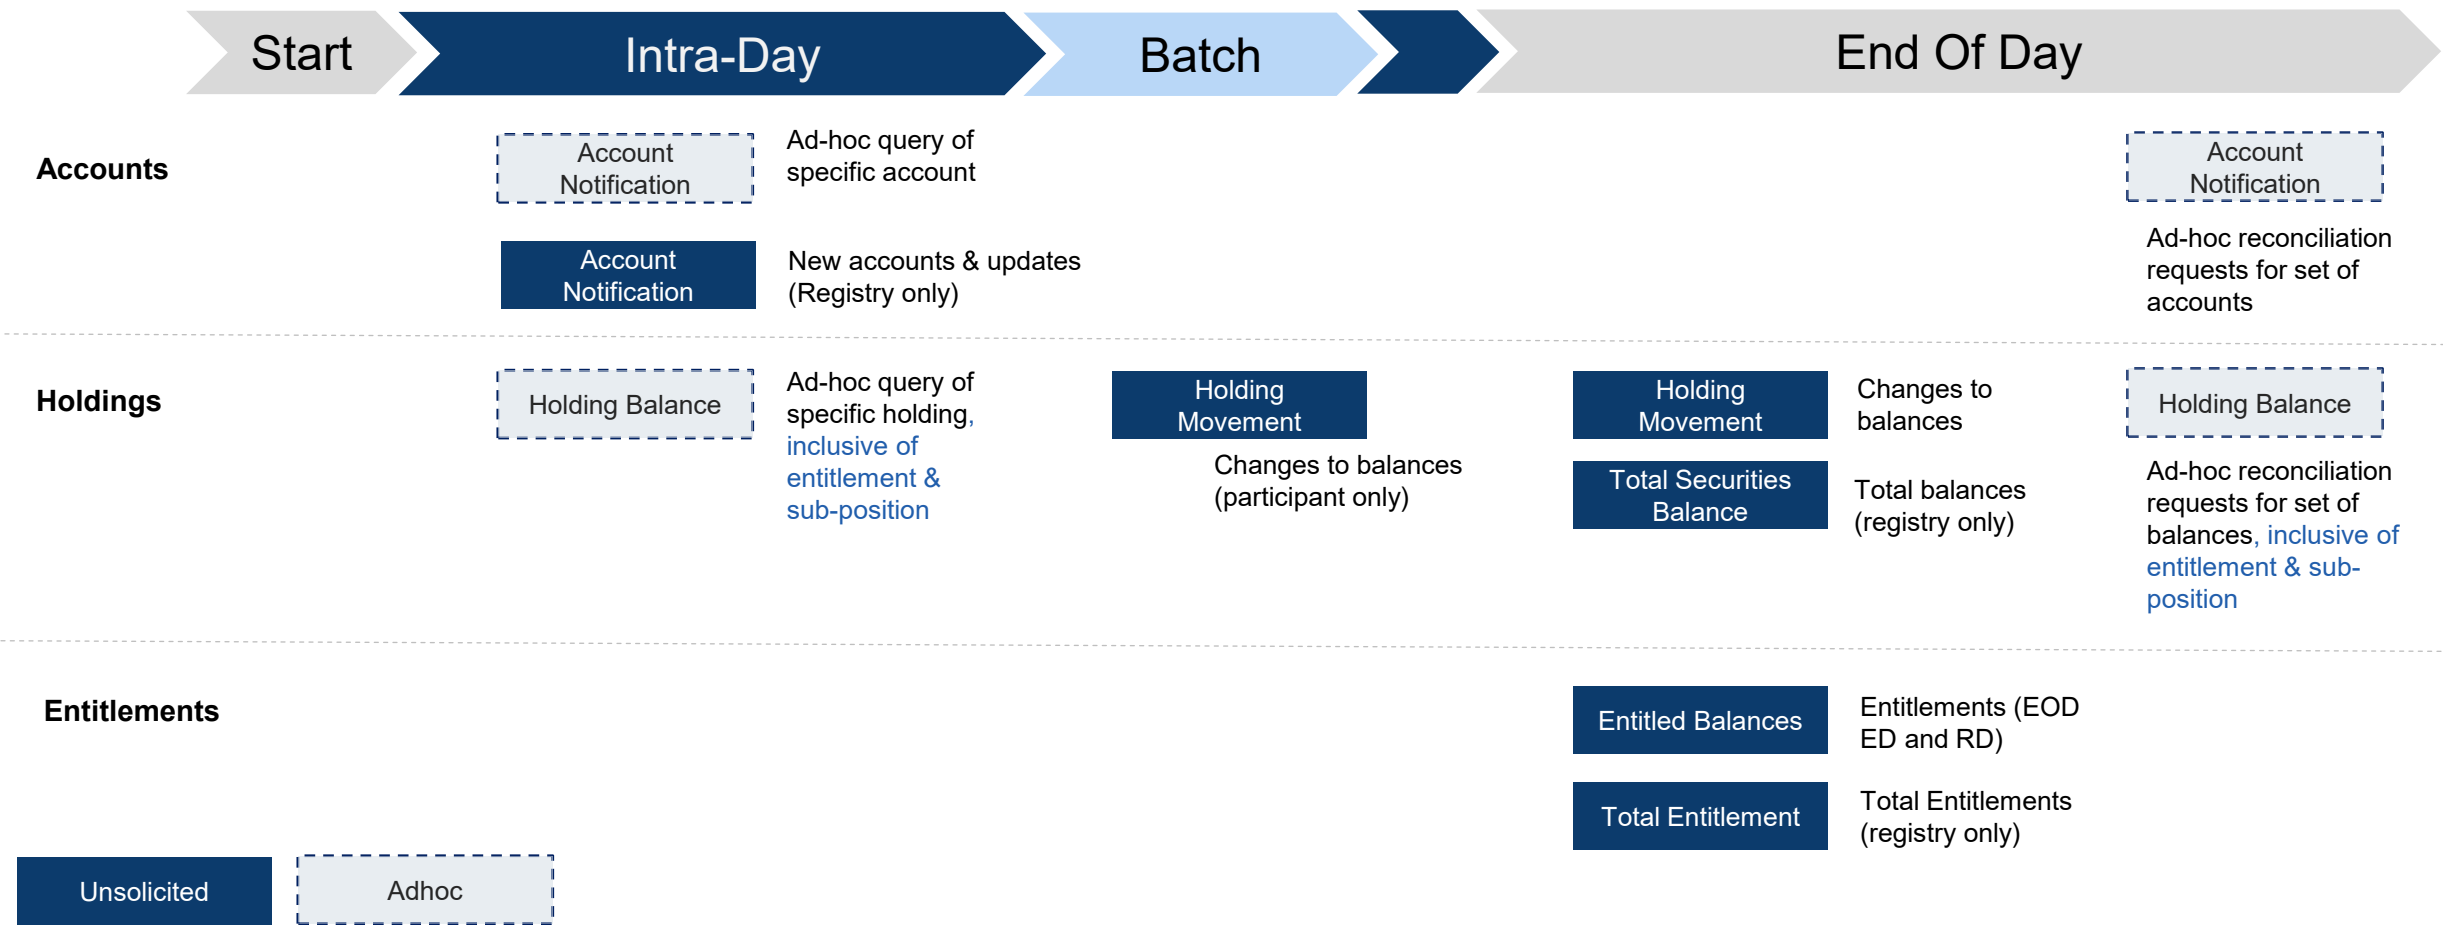 Start
Intra-Day
Batch
End Of Day
Accounts
Account
Notification
Ad-hoc query of
specific account
Account
Notification
New accounts & updates
(Registry only)
Account
Notification
Ad-hoc reconciliation
requests for set of
accounts
Holdings
Holding Balance
Ad-hoc query of
specific holding,
inclusive of
entitlement &
sub-position
Holding
Movement
Changes to balances
(participant only)
Holding
Movement
Changes to
balances
Total Securities
Balance
Total balances
(registry only)
Holding Balance
Ad-hoc reconciliation
requests for set of
balances, inclusive of
entitlement & sub-
position
Entitlements
Entitled Balances
Entitlements (EOD
ED and RD)
Total Entitlement
Total Entitlements
(registry only)
Unsolicited
Adhoc